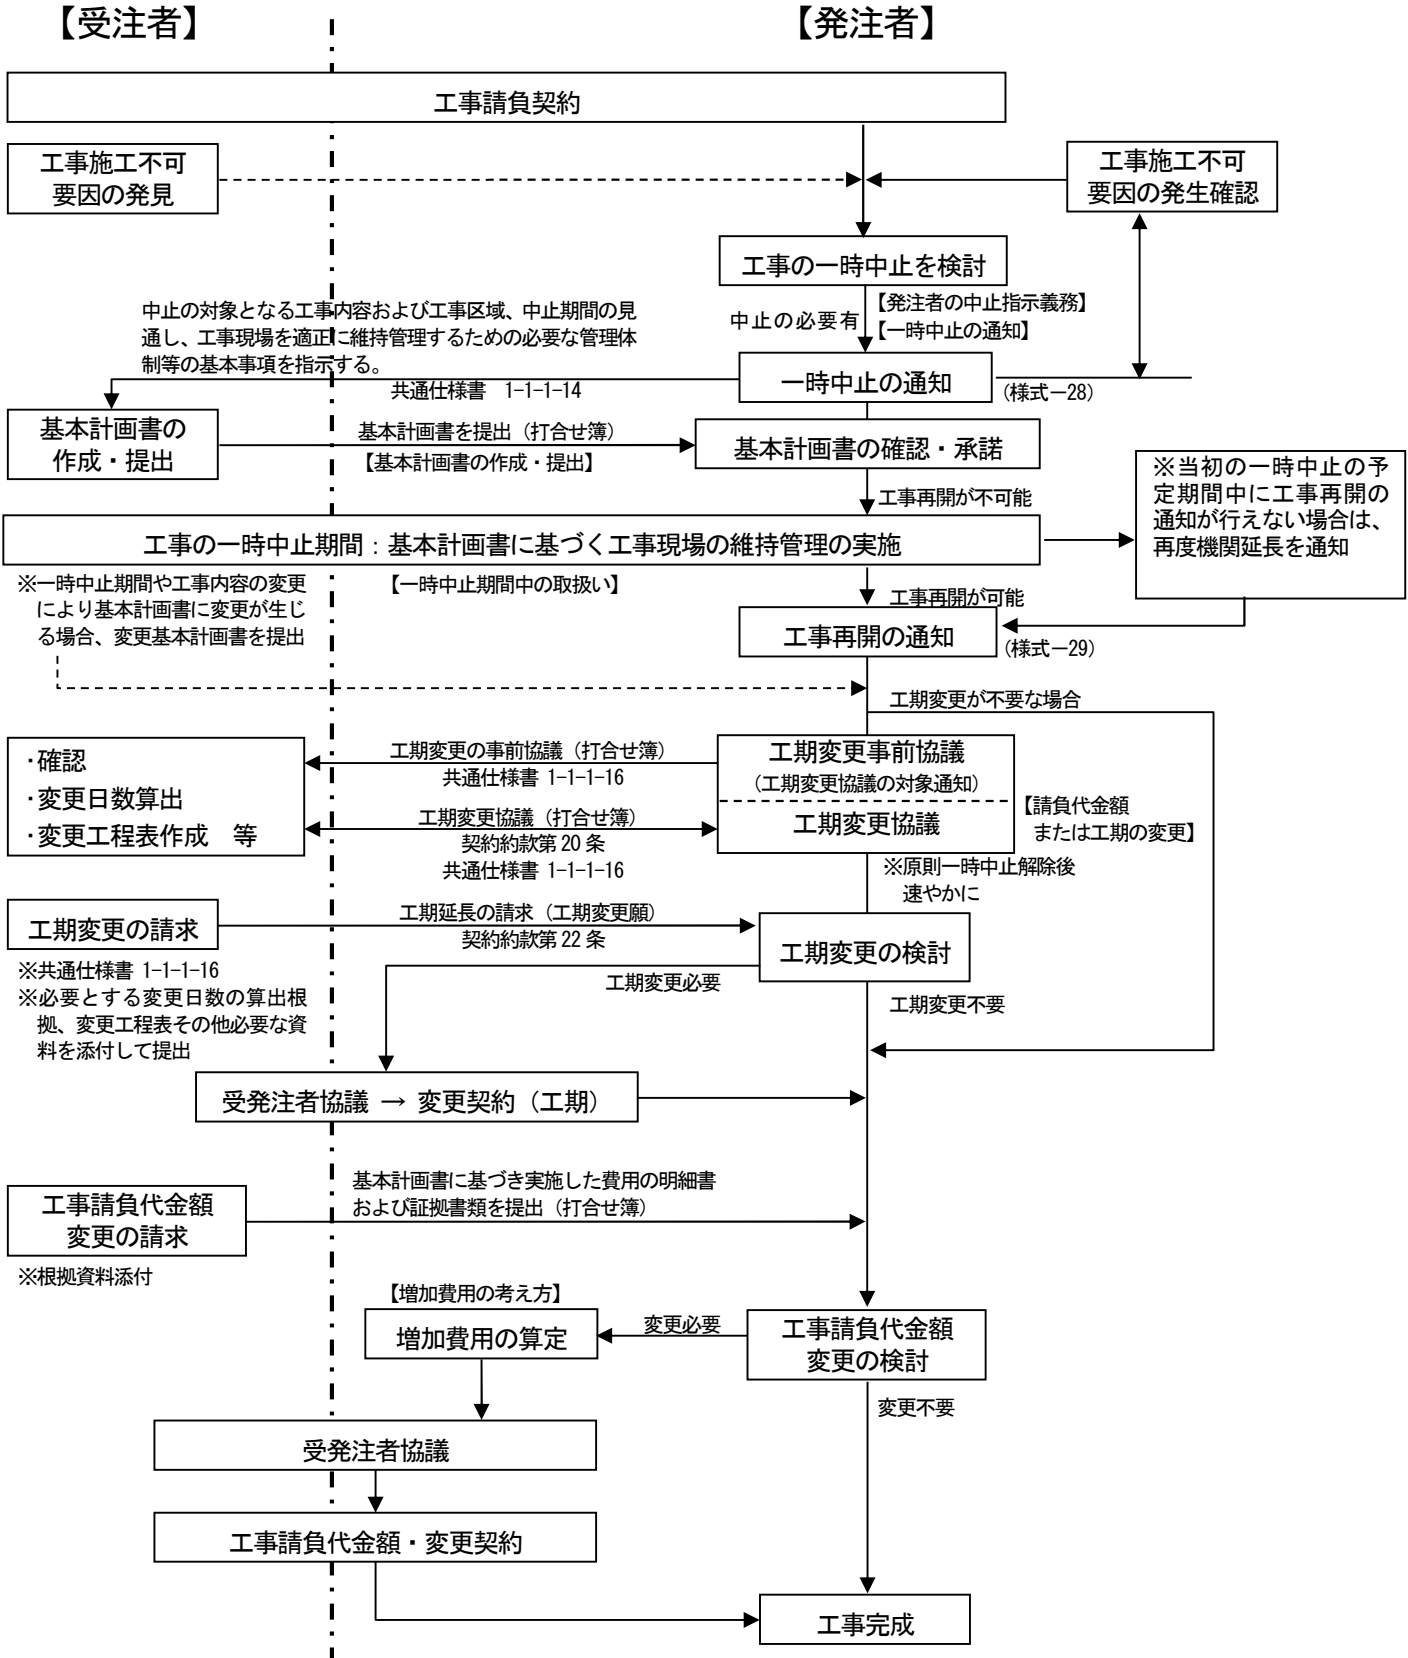 【受注者】
【発注者】
工事請負契約
工事施工不可
要因の発見
工事施工不可
要因の発生確認
工事の一時中止を検討
中止の対象となる工事内容および工事区域、中止期間の見
通し、工事現場を適正に維持管理するための必要な管理体
制等の基本事項を指示する。
中止の必要有
【発注者の中止指示義務】
【一時中止の通知】
共通仕様書　1-1-1-14
一時中止の通知
(様式－28)
基本計画書の
作成・提出
基本計画書を提出（打合せ簿）
【基本計画書の作成・提出】
基本計画書の確認・承諾
工事再開が不可能
※当初の一時中止の予
定期間中に工事再開の
通知が行えない場合は、
再度機関延長を通知
工事の一時中止期間：基本計画書に基づく工事現場の維持管理の実施
※一時中止期間や工事内容の変更
により基本計画書に変更が生じ
る場合、変更基本計画書を提出
【一時中止期間中の取扱い】
工事再開が可能
工事再開の通知
(様式－29)
工期変更が不要な場合
・確認
・変更日数算出
・変更工程表作成　等
工期変更の事前協議（打合せ簿）
共通仕様書 1-1-1-16
工期変更協議（打合せ簿）
契約約款第 20 条
共通仕様書 1-1-1-16
工期変更事前協議
（工期変更協議の対象通知）
工期変更協議
【請負代金額
または工期の変更】
※原則一時中止解除後
速やかに
工期変更の請求
工期延長の請求（工期変更願）
契約約款第 22 条
工期変更の検討
※共通仕様書 1-1-1-16
※必要とする変更日数の算出根
拠、変更工程表その他必要な資
料を添付して提出
工期変更必要
工期変更不要
受発注者協議 → 変更契約（工期）
工事請負代金額
変更の請求
基本計画書に基づき実施した費用の明細書
および証拠書類を提出（打合せ簿）
※根拠資料添付
【増加費用の考え方】
増加費用の算定
変更必要
工事請負代金額
変更の検討
変更不要
受発注者協議
工事請負代金額・変更契約
工事完成